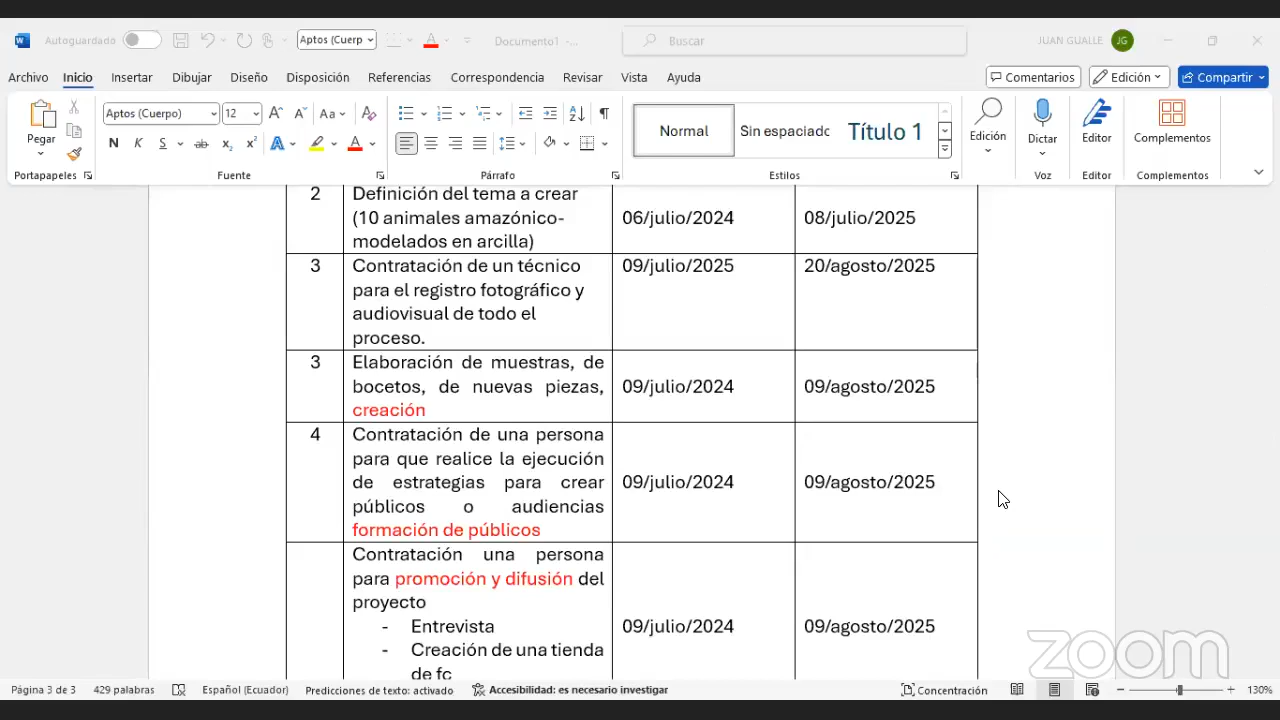 Autoguardado
Aptos (Cuerp
Documento1 -...
Buscar
JUAN GUALLE
JG
Archivo
Inicio
Insertar
Dibujar
Diseño
Disposición
Referencias
Correspondencia
Revisar
Vista
Ayuda
Comentarios
Edición
Compartir
Pegar
Aptos (Cuerpo)
12
Aa
N K S ab x₂ x² A A
Normal
Sin espaciado
Título 1
Edición
Dictar
Editor
Complementos
Portapapeles
Fuente
Párrafo
Estilos
Voz
Editor
Complementos
2
Definición del tema a crear
(10 animales amazónico-
modelados en arcilla)
06/julio/2024
08/julio/2025
3
Contratación de un técnico
para el registro fotográfico y
audiovisual de todo el
proceso.
09/julio/2025
20/agosto/2025
3
Elaboración de muestras, de
bocetos, de nuevas piezas,
creación
09/julio/2024
09/agosto/2025
4
Contratación de una persona
para que realice la ejecución
de estrategias para crear
públicos o audiencias
formación de públicos
09/julio/2024
09/agosto/2025
Contratación una persona
para promoción y difusión del
proyecto
- Entrevista
- Creación de una tienda
de fc
09/julio/2024
09/agosto/2025
zoom
Página 3 de 3
429 palabras
Español (Ecuador)
Predicciones de texto: activado
Accesibilidad: es necesario investigar
Concentración
130%